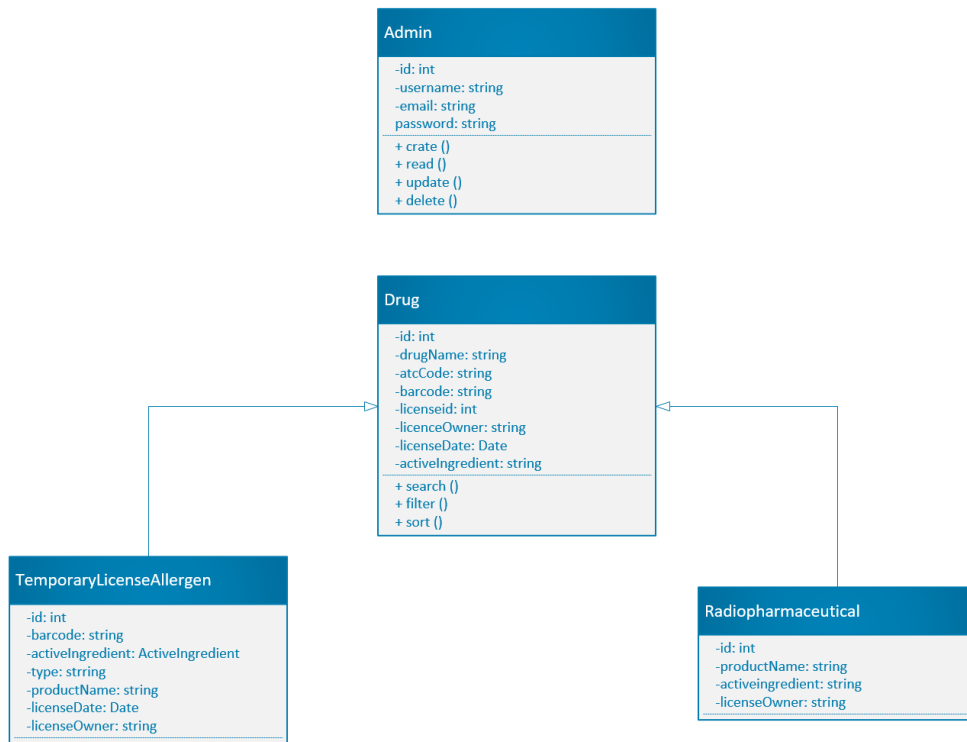 Admin
-id: int
-username: string
-email: string
password: string
+ crate ()
+ read ()
+ update ()
+ delete ()
Drug
-id: int
-drugName: string
-atcCode: string
-barcode: string
-licenseid: int
-licenceOwner: string
-licenseDate: Date
-activeIngredient: string
+ search ()
+ filter ()
+ sort ()
TemporaryLicenseAllergen
-id: int
-barcode: string
-activeIngredient: ActiveIngredient
-type: strring
-productName: string
-licenseDate: Date
-licenseOwner: string
Radiopharmaceutical
-id: int
-productName: string
-activeingredient: string
-licenseOwner: string